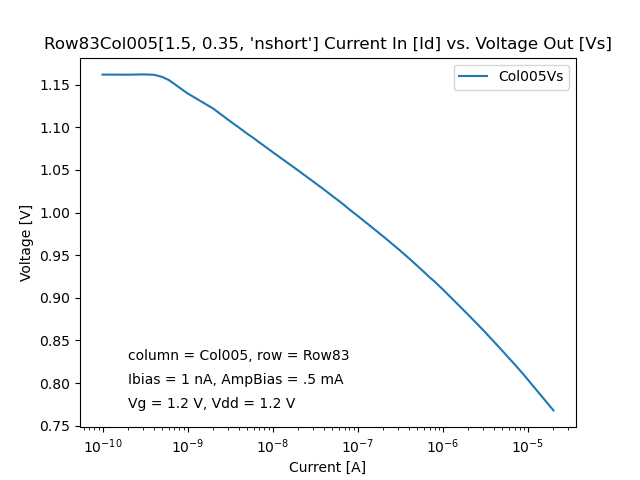 Row83Col005[1.5, 0.35, 'nshort'] Current In [Id] vs. Voltage Out [Vs]
Col005Vs
1.15
1.10
1.05
1.00
0.95
0.90
0.85
0.80
0.75
Voltage [V]
column = Col005, row = Row83
Ibias = 1 nA, AmpBias = .5 mA
Vg = 1.2 V, Vdd = 1.2 V
10⁻¹⁰ 10⁻⁹ 10⁻⁸ 10⁻⁷ 10⁻⁶ 10⁻⁵
Current [A]